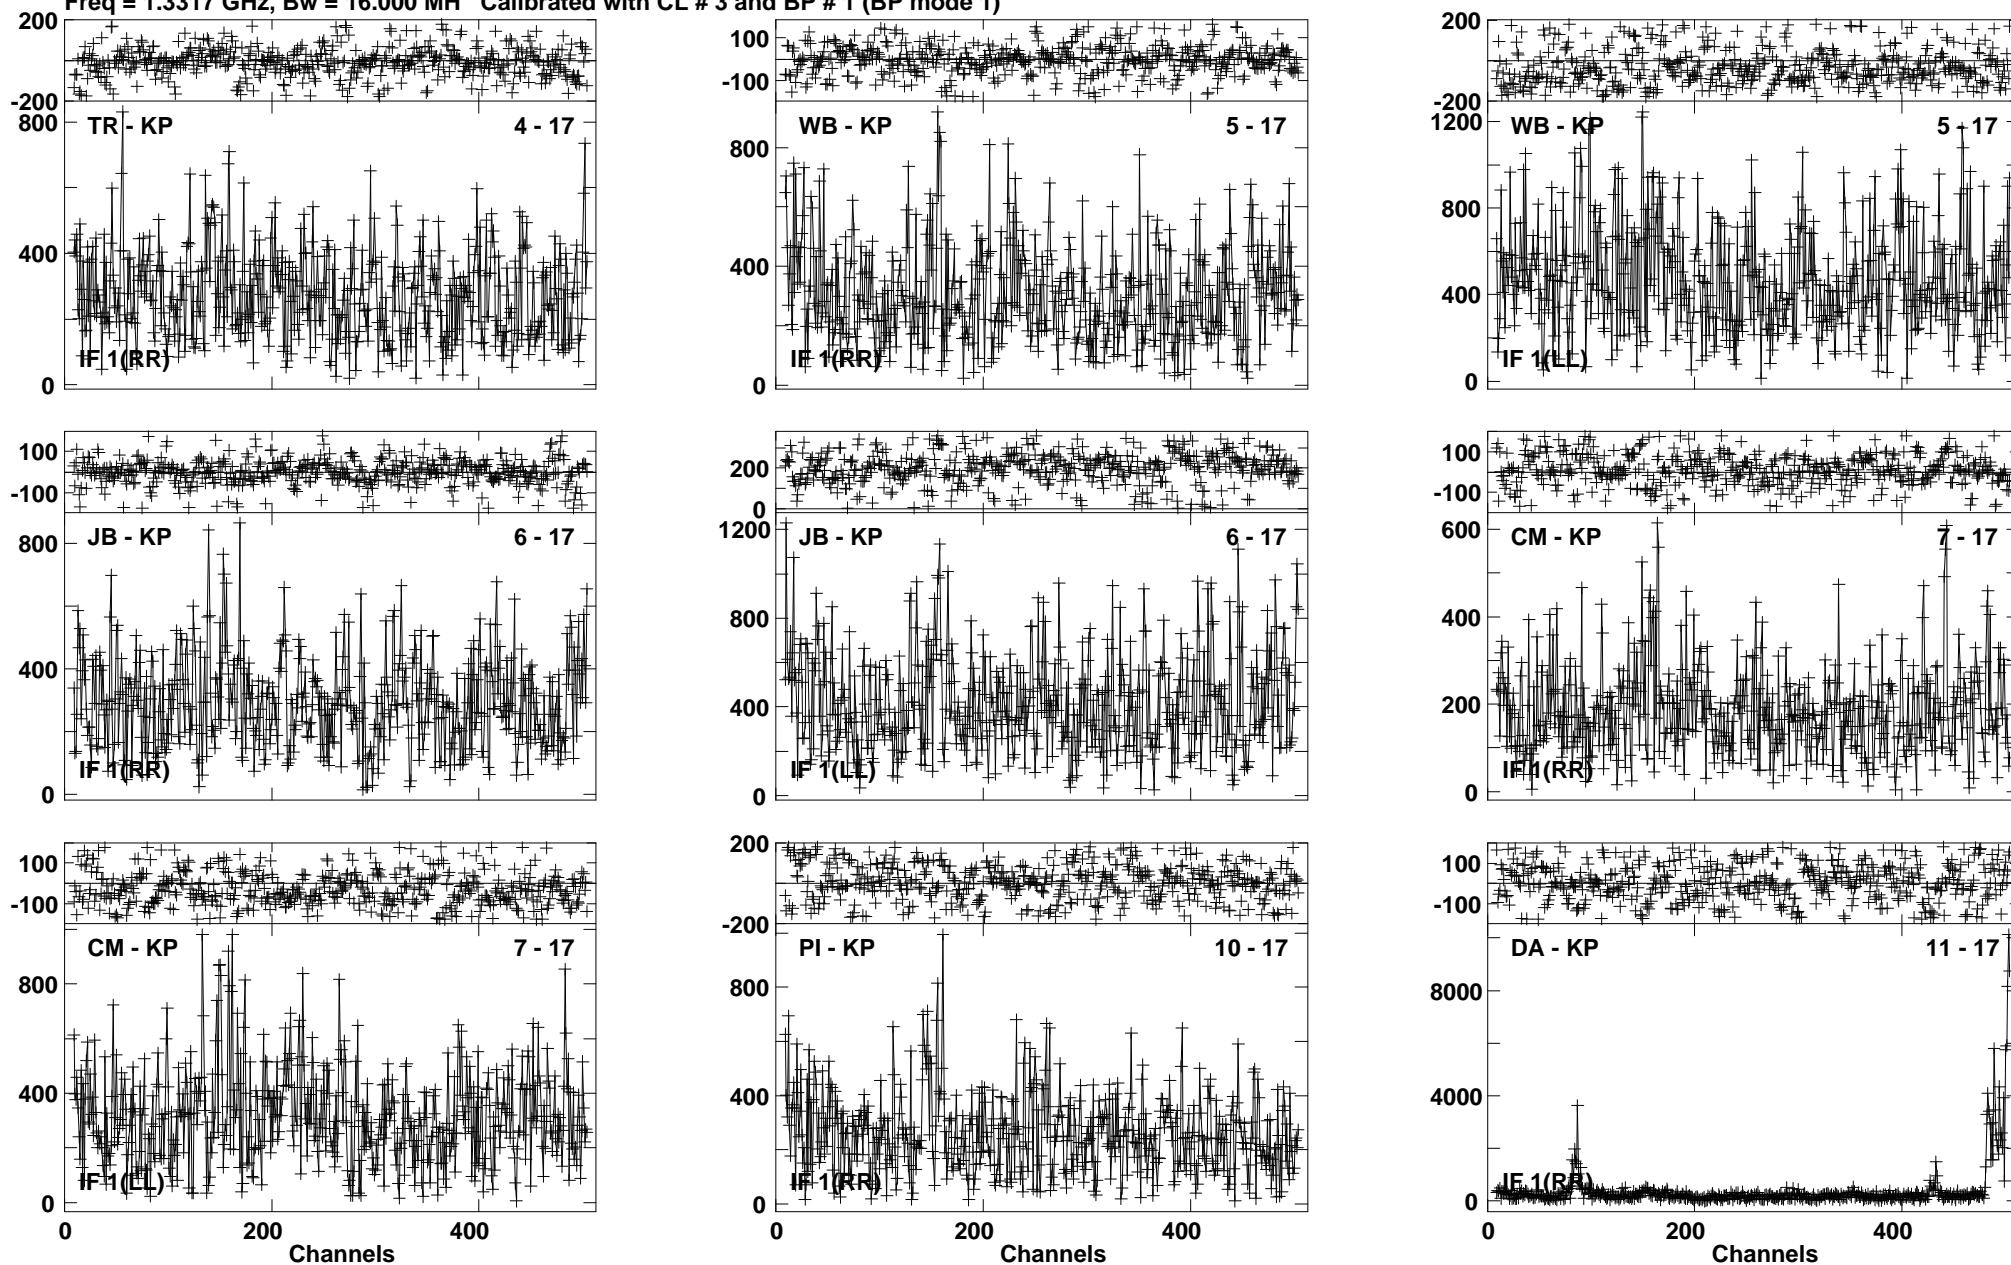 Freq = 1.3317 GHz, Bw = 16.000 MH Calibrated with CL # 3 and BP # 1 (BP mode 1)
200
-200
100
-100
200
-200
TR - KP 4 - 17
WB - KP 5 - 17
WB - KP 5 - 17
800
400
0
800
400
0
1200
800
400
0
IF 1(RR)
IF 1(RR)
IF 1(LL)
100
-100
200
0
100
-100
JB - KP 6 - 17
JB - KP 6 - 17
CM - KP 7 - 17
800
400
0
1200
800
400
0
600
400
200
0
IF 1(RR)
IF 1(LL)
IF 1(RR)
100
-100
200
-200
100
-100
CM - KP 7 - 17
PI - KP 10 - 17
DA - KP 11 - 17
800
400
0
800
400
0
8000
4000
0
IF 1(LL)
IF 1(RR)
IF 1(RR)
0 200 400
0 200 400
0 200 400
Channels
Channels
Channels